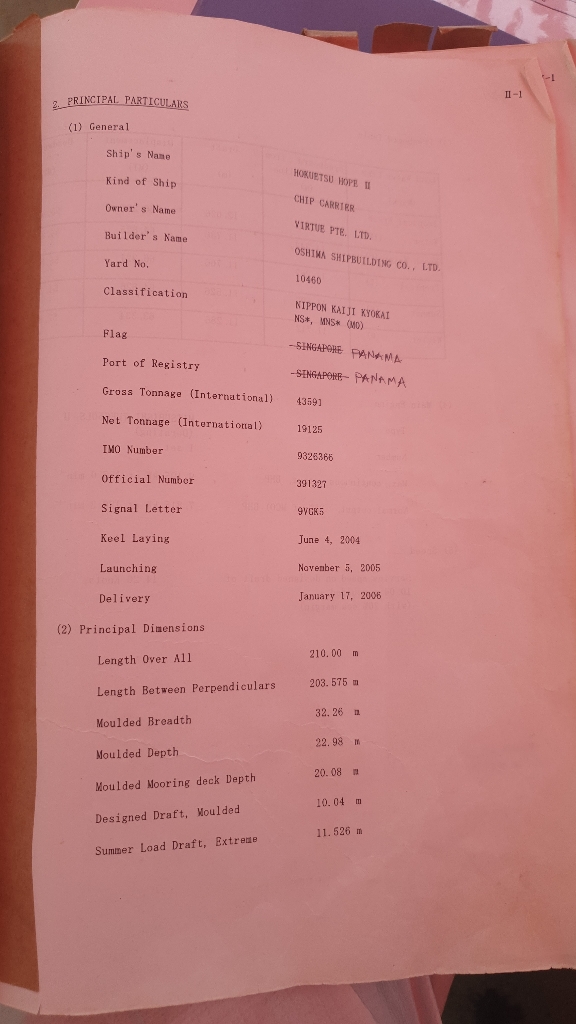 II-1
-1
2. PRINCIPAL PARTICULARS
(1) General
Ship's Name HOKUETSU HOPE II
Kind of Ship CHIP CARRIER
Owner's Name VIRTUE PTE. LTD.
Builder's Name OSHIMA SHIPBUILDING CO., LTD.
Yard No. 10460
Classification NIPPON KAIJI KYOKAI
NS*, MNS* (MO)
Flag SINGAPORE PANAMA
Port of Registry SINGAPORE PANAMA
Gross Tonnage (International) 43591
Net Tonnage (International) 19125
IMO Number 9326366
Official Number 391327
Signal Letter 9VGK5
Keel Laying June 4, 2004
Launching November 5, 2005
Delivery January 17, 2006
(2) Principal Dimensions
Length Over All 210.00 m
Length Between Perpendiculars 203.575 m
Moulded Breadth 32.26 m
Moulded Depth 22.98 m
Moulded Mooring deck Depth 20.08 m
Designed Draft, Moulded 10.04 m
Summer Load Draft, Extreme 11.526 m